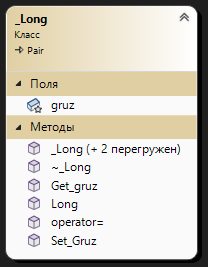 _Long
Класс
Pair
Поля
gruz
Методы
_Long (+ 2 перегружен)
~_Long
Get_gruz
Long
operator=
Set_Gruz